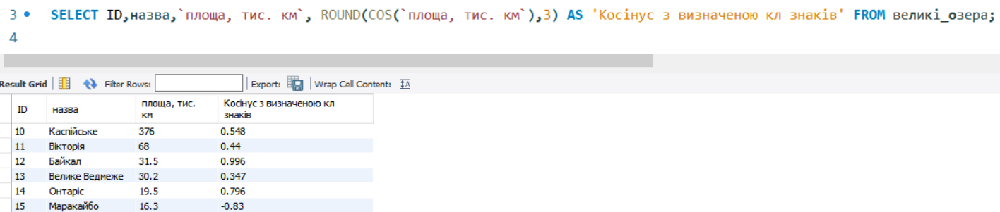 3 SELECT ID,назва,`площа, тис. км`, ROUND(COS(`площа, тис. км`),3) AS 'Косінус з визначеною кл знаків' FROM великі_озера;
4
Result Grid Filter Rows: Export: Wrap Cell Content:
ID назва площа, тис. км Косінус з визначеною кл знаків
10 Каспійське 376 0.548
11 Вікторія 68 0.44
12 Байкал 31.5 0.996
13 Велике Ведмеже 30.2 0.347
14 Онтаріс 19.5 0.796
15 Маракайбо 16.3 -0.83